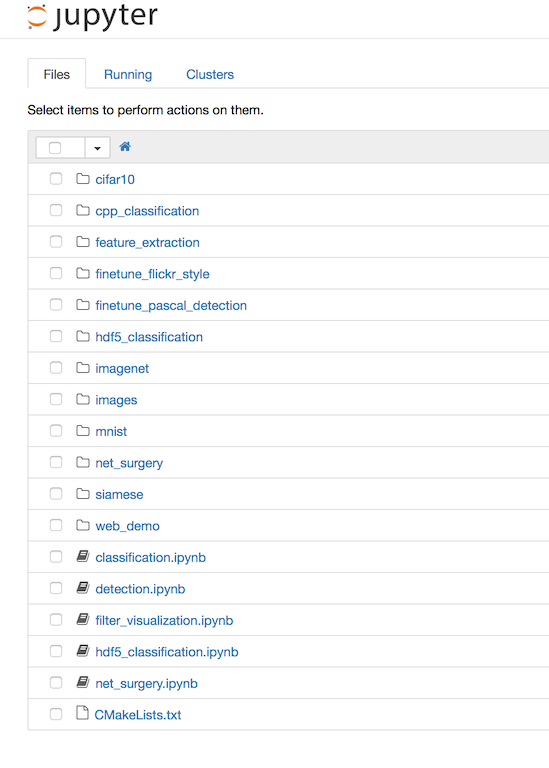 jupyter
Files Running Clusters
Select items to perform actions on them.
cifar10
cpp_classification
feature_extraction
finetune_flickr_style
finetune_pascal_detection
hdf5_classification
imagenet
images
mnist
net_surgery
siamese
web_demo
classification.ipynb
detection.ipynb
filter_visualization.ipynb
hdf5_classification.ipynb
net_surgery.ipynb
CMakeLists.txt